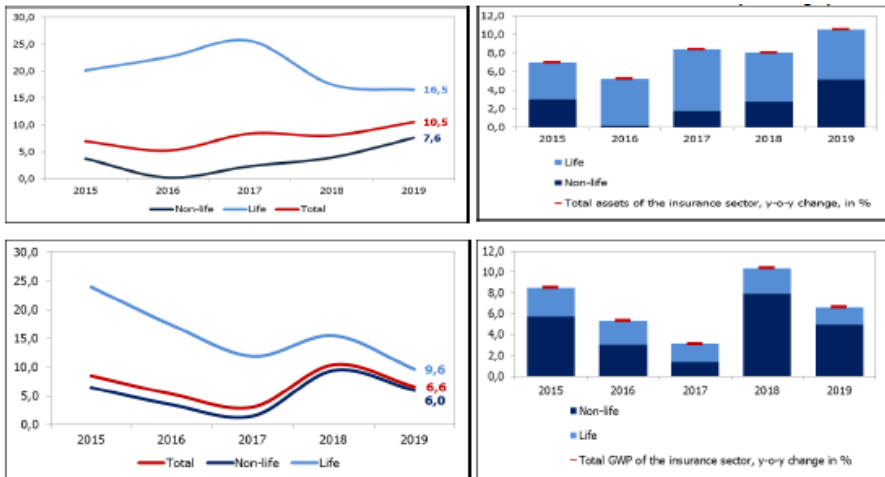 30,0
25,0
20,0
15,0
10,0
5,0
0,0
16,5
10,5
7,6
2015 2016 2017 2018 2019
Non-life Life Total
12,0
10,0
8,0
6,0
4,0
2,0
0,0
2015 2016 2017 2018 2019
Life
Non-life
Total assets of the insurance sector, y-o-y change, in %
30,0
25,0
20,0
15,0
10,0
5,0
0,0
9,6
6,6
6,0
2015 2016 2017 2018 2019
Total Non-life Life
12,0
10,0
8,0
6,0
4,0
2,0
0,0
2015 2016 2017 2018 2019
Non-life
Life
Total GWP of the insurance sector, y-o-y change in %